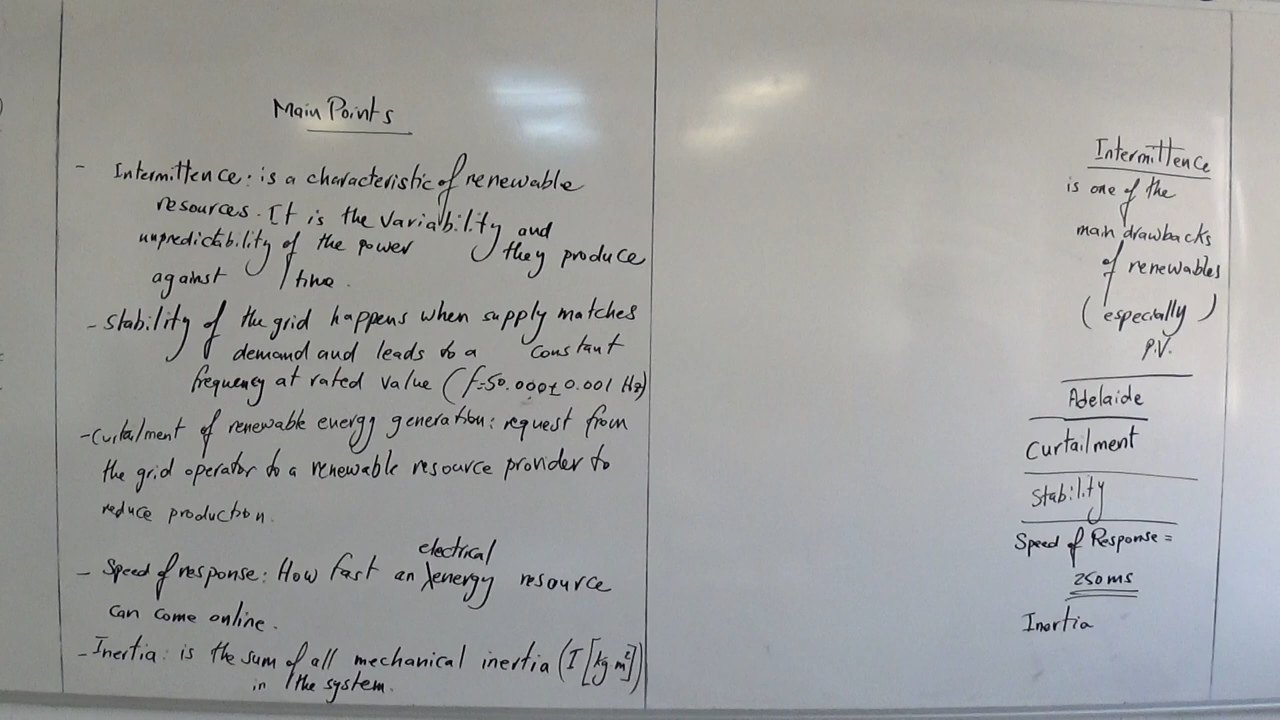 Main Points
- Intermittence: is a characteristic of renewable
resources. It is the variability and
unpredictability of the power they produce
against time.
- Stability of the grid happens when supply matches
demand and leads to a constant
frequency at rated value (f=50.000± 0.001 Hz)
- Curtailment of renewable energy generation: request from
the grid operator to a renewable resource provider to
reduce production.
electrical
- Speed of response: How fast an energy resource
can come online.
- Inertia: is the sum of all mechanical inertia (I [kg m²])
in the system.
Intermittence
is one of the
main drawbacks
of renewables
(especially)
P.V.
Adelaide
Curtailment
Stability
Speed of Response =
250 ms
Inertia